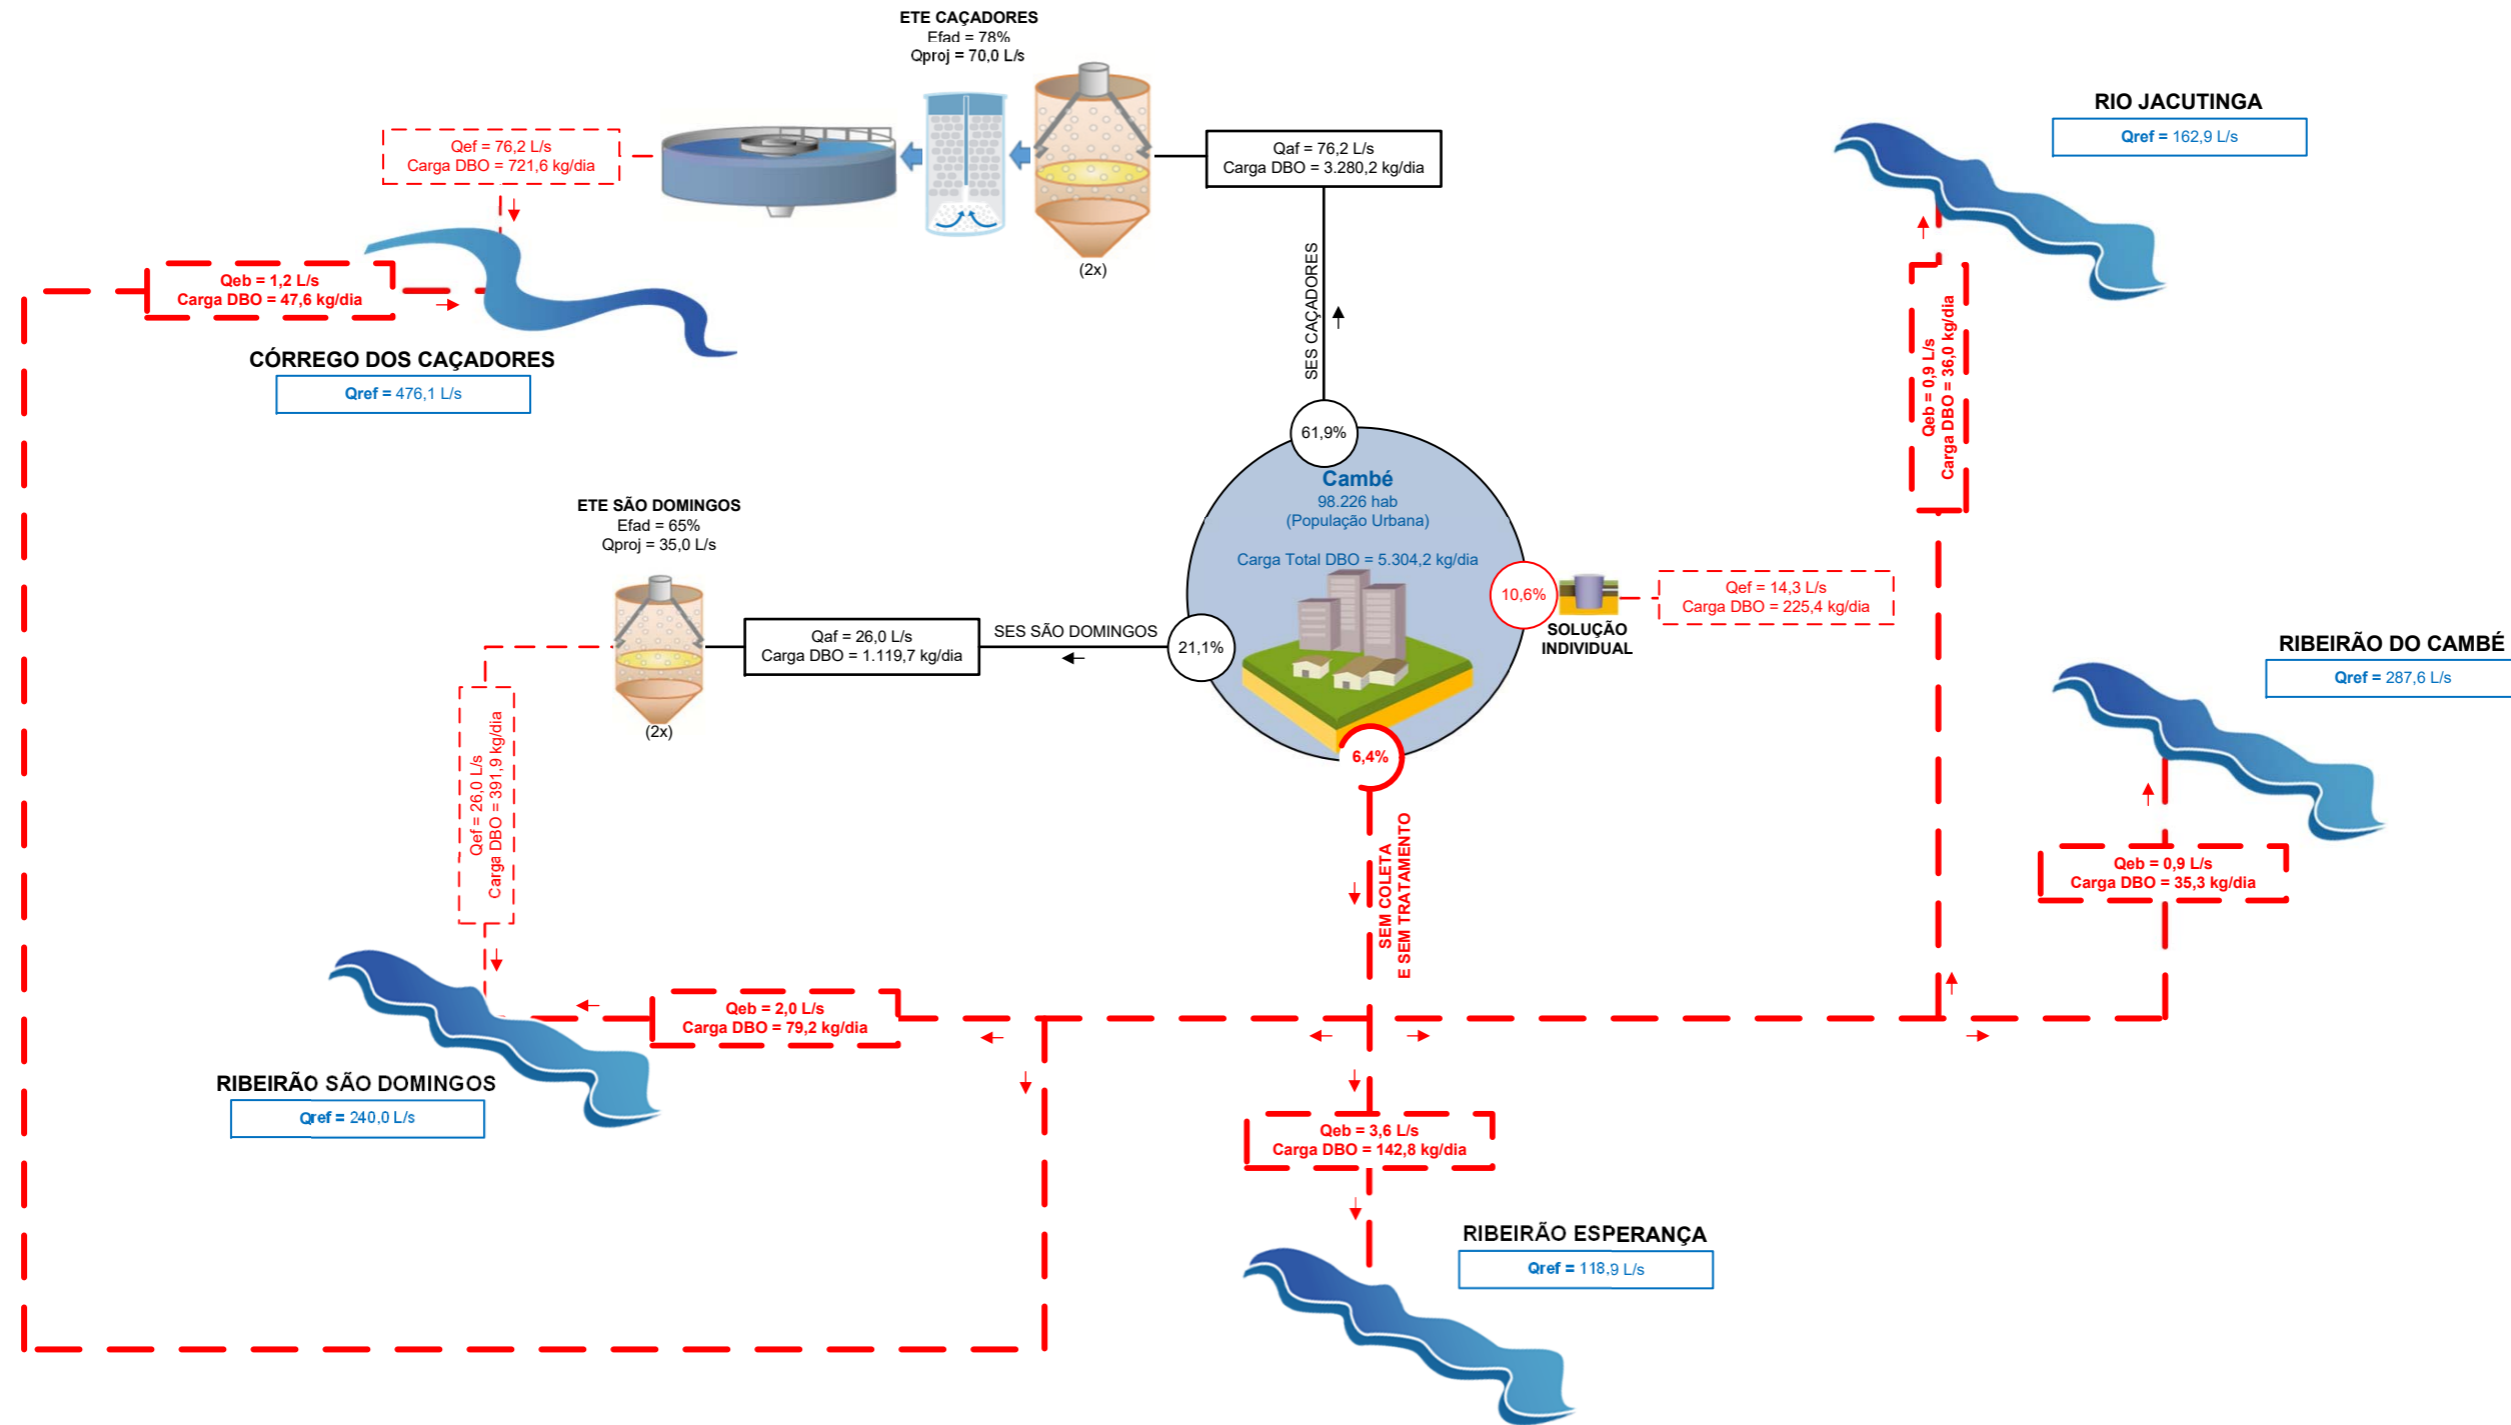 ETE CAÇADORES
Efad = 78%
Qproj = 70,0 L/s
RIO JACUTINGA
Qref = 162,9 L/s
Qef = 76,2 L/s
Carga DBO = 721,6 kg/dia
Qaf = 76,2 L/s
Carga DBO = 3.280,2 kg/dia
(2x)
SES CAÇADORES
Qeb = 1,2 L/s
Carga DBO = 47,6 kg/dia
CÓRREGO DOS CAÇADORES
Qref = 476,1 L/s
Qeb = 0,9 L/s
Carga DBO = 36,0 kg/dia
61,9%
Cambé
98.226 hab
(População Urbana)
Carga Total DBO = 5.304,2 kg/dia
ETE SÃO DOMINGOS
Efad = 65%
Qproj = 35,0 L/s
10,6%
SOLUÇÃO
INDIVIDUAL
Qef = 14,3 L/s
Carga DBO = 225,4 kg/dia
Qaf = 26,0 L/s
Carga DBO = 1.119,7 kg/dia
SES SÃO DOMINGOS
21,1%
RIBEIRÃO DO CAMBÉ
Qref = 287,6 L/s
(2x)
6,4%
Qef = 26,0 L/s
Carga DBO = 391,9 kg/dia
SEM COLETA
E SEM TRATAMENTO
Qeb = 0,9 L/s
Carga DBO = 35,3 kg/dia
Qeb = 2,0 L/s
Carga DBO = 79,2 kg/dia
RIBEIRÃO SÃO DOMINGOS
Qref = 240,0 L/s
Qeb = 3,6 L/s
Carga DBO = 142,8 kg/dia
RIBEIRÃO ESPERANÇA
Qref = 118,9 L/s